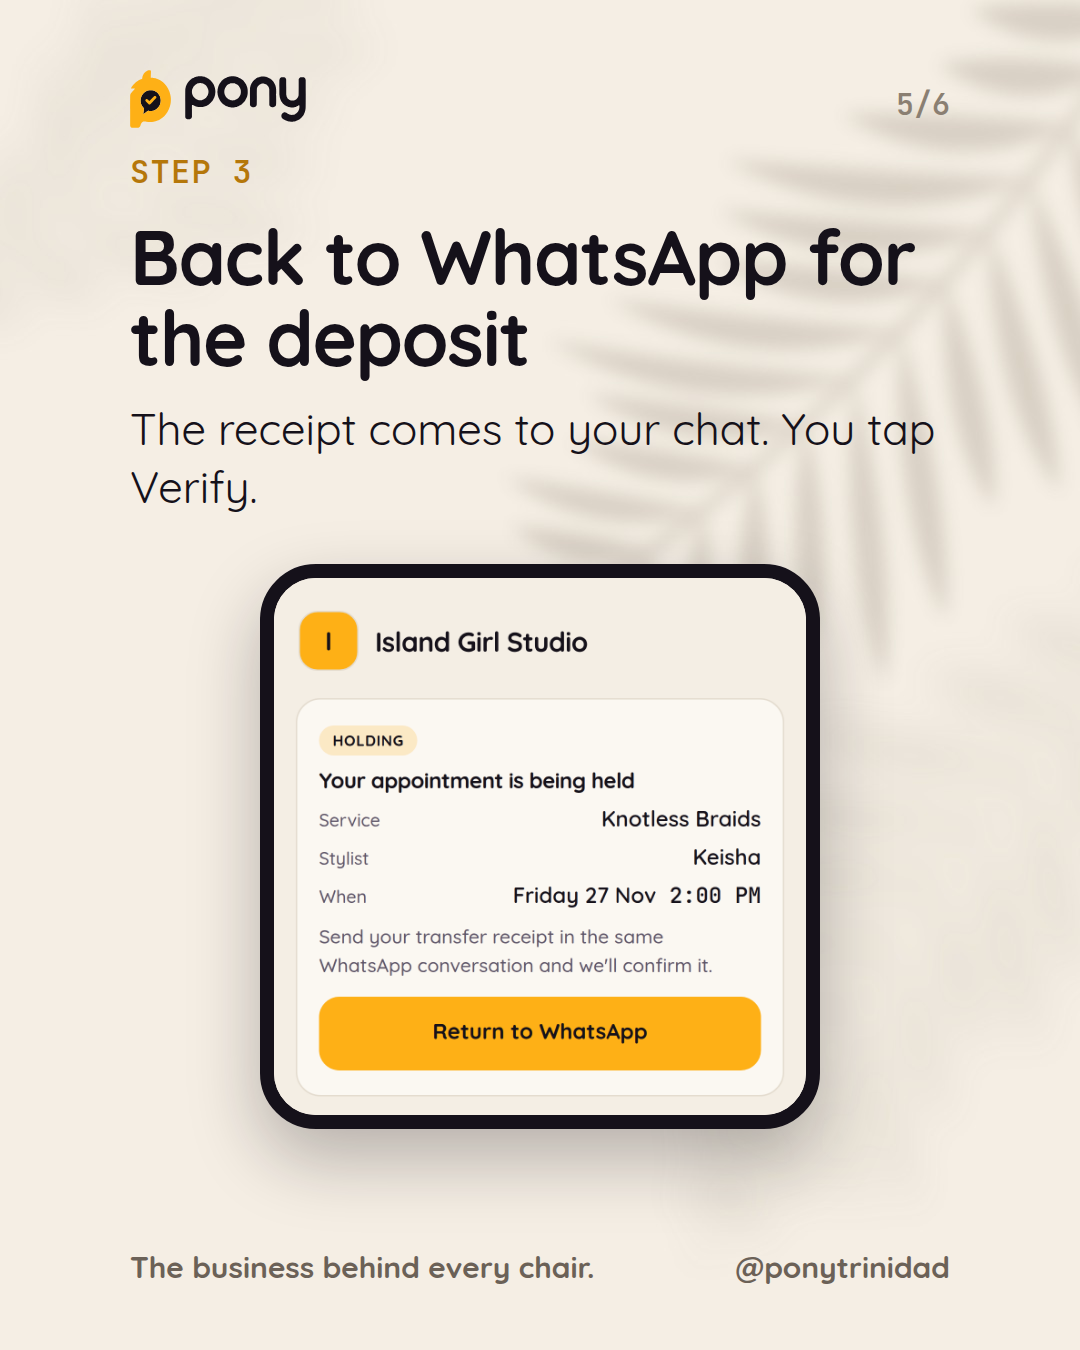 pony
5/6
STEP 3
Back to WhatsApp for
the deposit
The receipt comes to your chat. You tap
Verify.
I
Island Girl Studio
HOLDING
Your appointment is being held
Service Knotless Braids
Stylist Keisha
When Friday 27 Nov 2:00 PM
Send your transfer receipt in the same
WhatsApp conversation and we'll confirm it.
Return to WhatsApp
The business behind every chair. @ponytrinidad